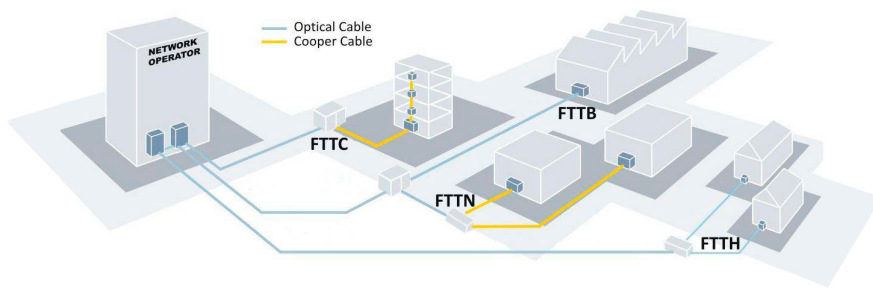 NETWORK
OPERATOR
Optical Cable
Cooper Cable
FTTC
FTTB
FTTN
FTTH